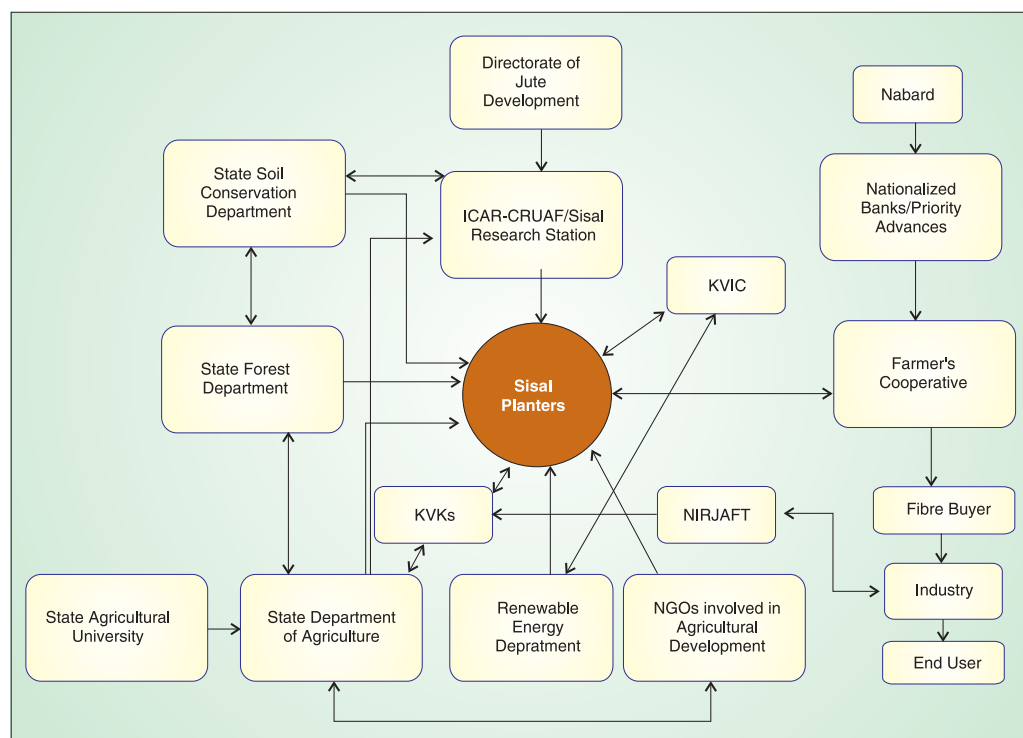 Directorate of
Jute
Development
Nabard
State Soil
Conservation
Department
ICAR-CRUAF/Sisal
Research Station
Nationalized
Banks/Priority
Advances
KVIC
State Forest
Department
Sisal
Planters
Farmer's
Cooperative
KVKs
NIRJAFT
Fibre Buyer
State Agricultural
University
State Department
of Agriculture
Renewable
Energy
Depratment
NGOs involved in
Agricultural
Development
Industry
End User